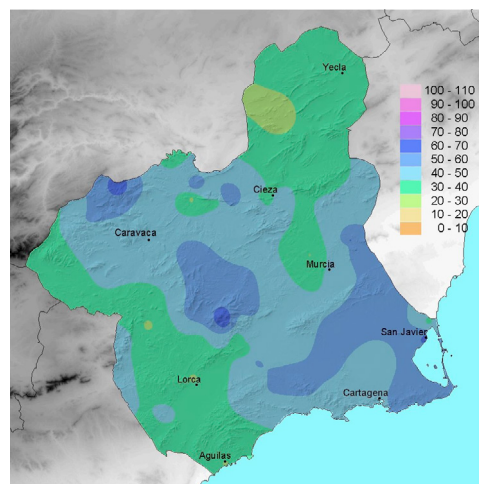 Yecla
100 - 110
90 - 100
80 - 90
70 - 80
60 - 70
50 - 60
40 - 50
30 - 40
20 - 30
10 - 20
0 - 10
Cieza
Caravaca
Murcia
San Javier
Lorca
Cartagena
Aguilas